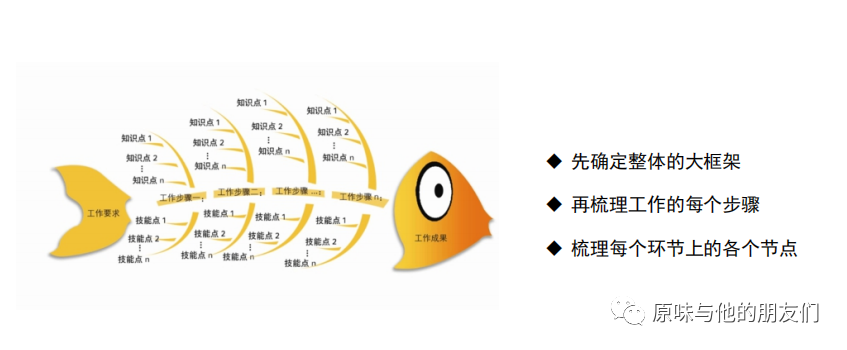 知识点 1
知识点 2
⋮
知识点 n
知识点 1
知识点 2
⋮
知识点 n
知识点 1
知识点 2
⋮
知识点 n
知识点 1
知识点 2
⋮
知识点 n
工作要求
工作步骤一;
工作步骤二;
工作步骤 …;
工作步骤 n;
工作成果
技能点 1
技能点 2
⋮
技能点 n
技能点 1
技能点 2
⋮
技能点 n
技能点 1
技能点 2
⋮
技能点 n
技能点 1
技能点 2
⋮
技能点 n
◆ 先确定整体的大框架
◆ 再梳理工作的每个步骤
◆ 梳理每个环节上的各个节点
原味与他的朋友们